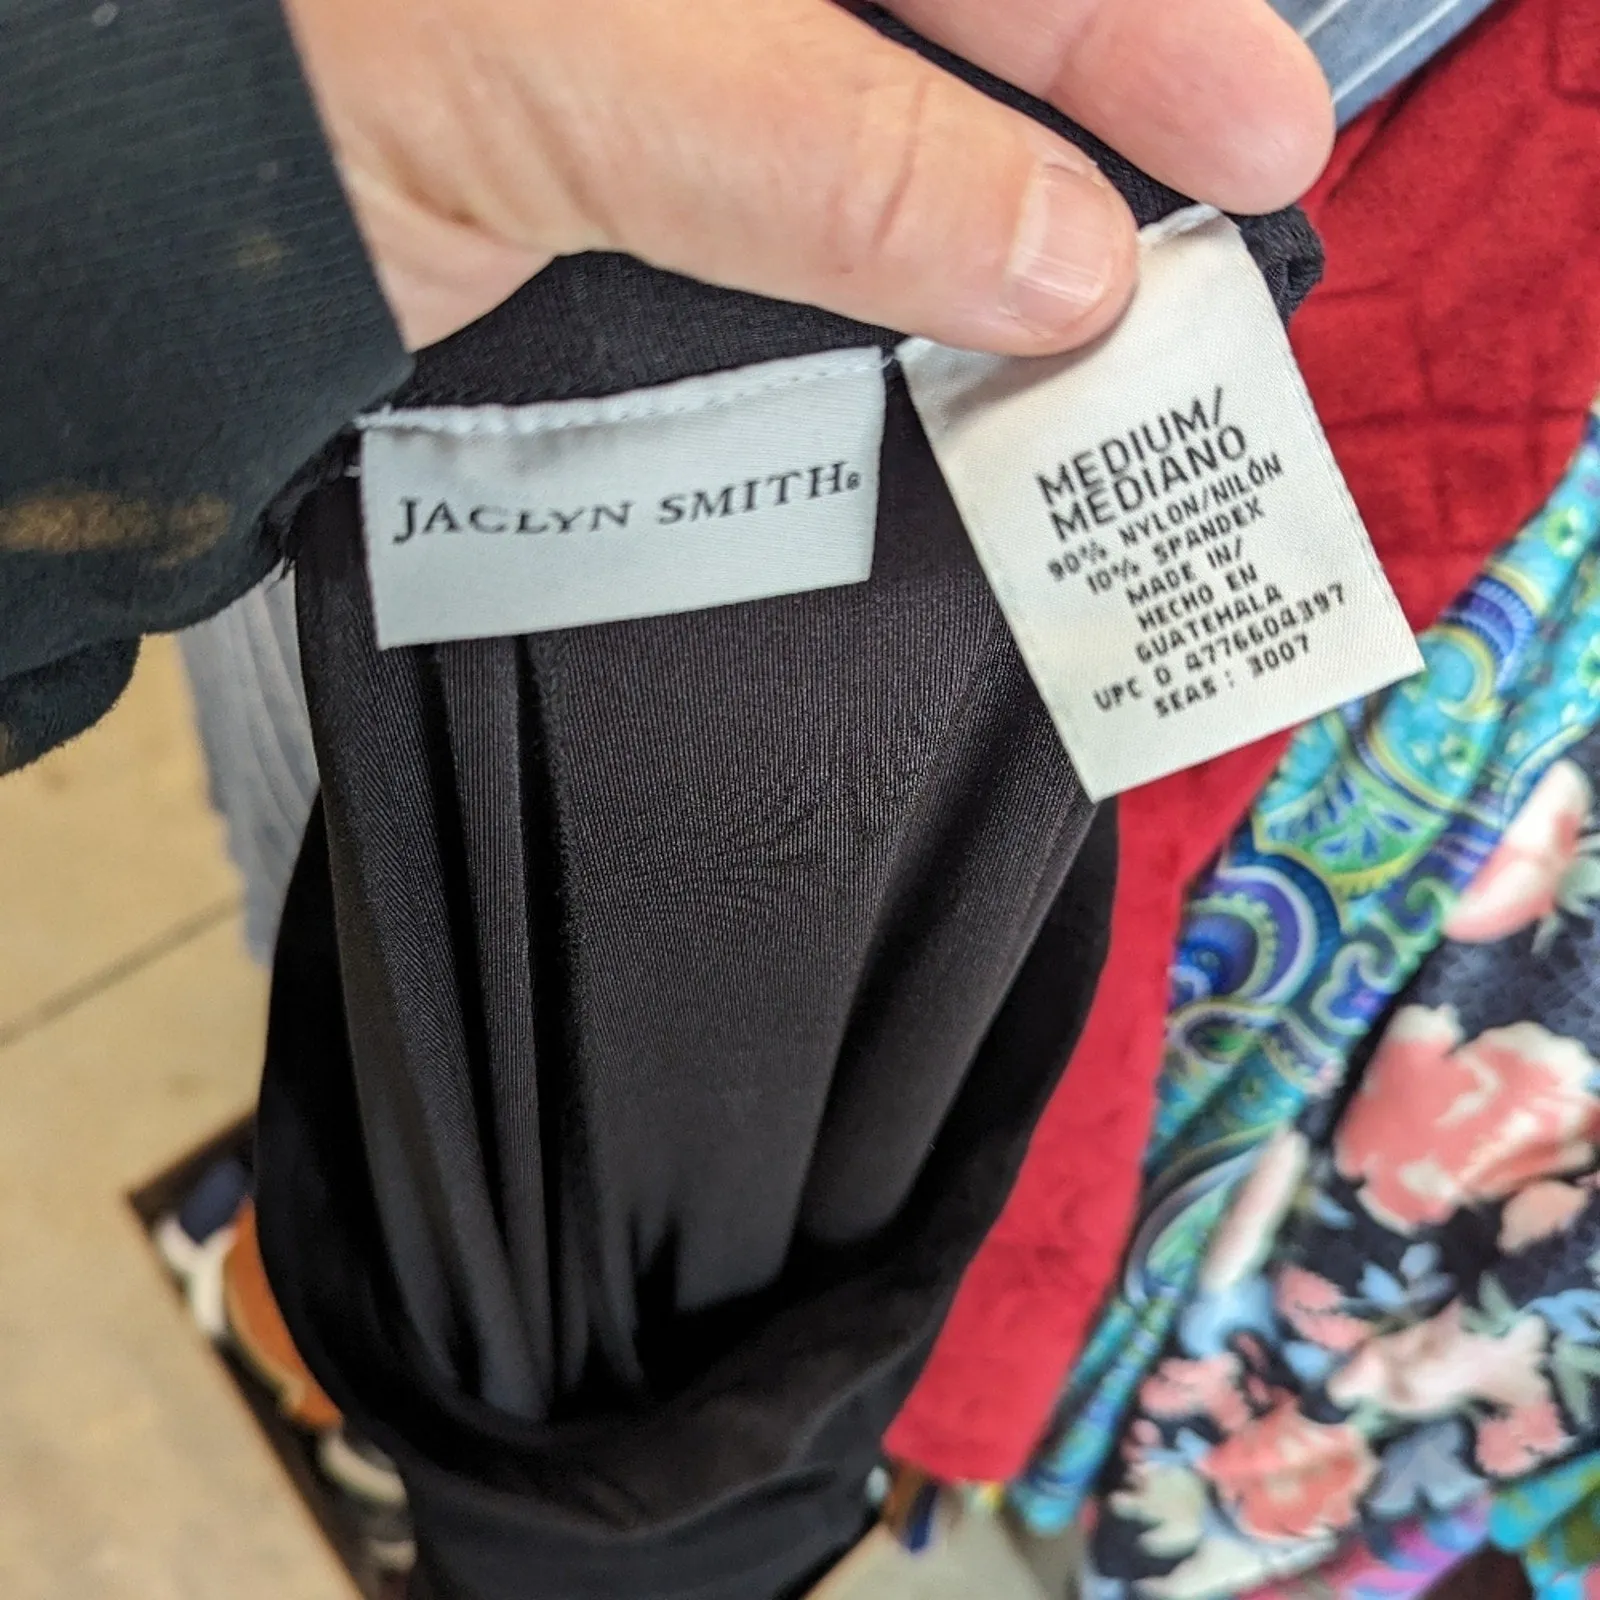 JACLYN SMITH®
MEDIUM/
MEDIANO
90% NYLON/NILÓN
10% SPANDEX
MADE IN/
HECHO EN
GUATEMALA
UPC 0 4776604397
SEAS: 3007